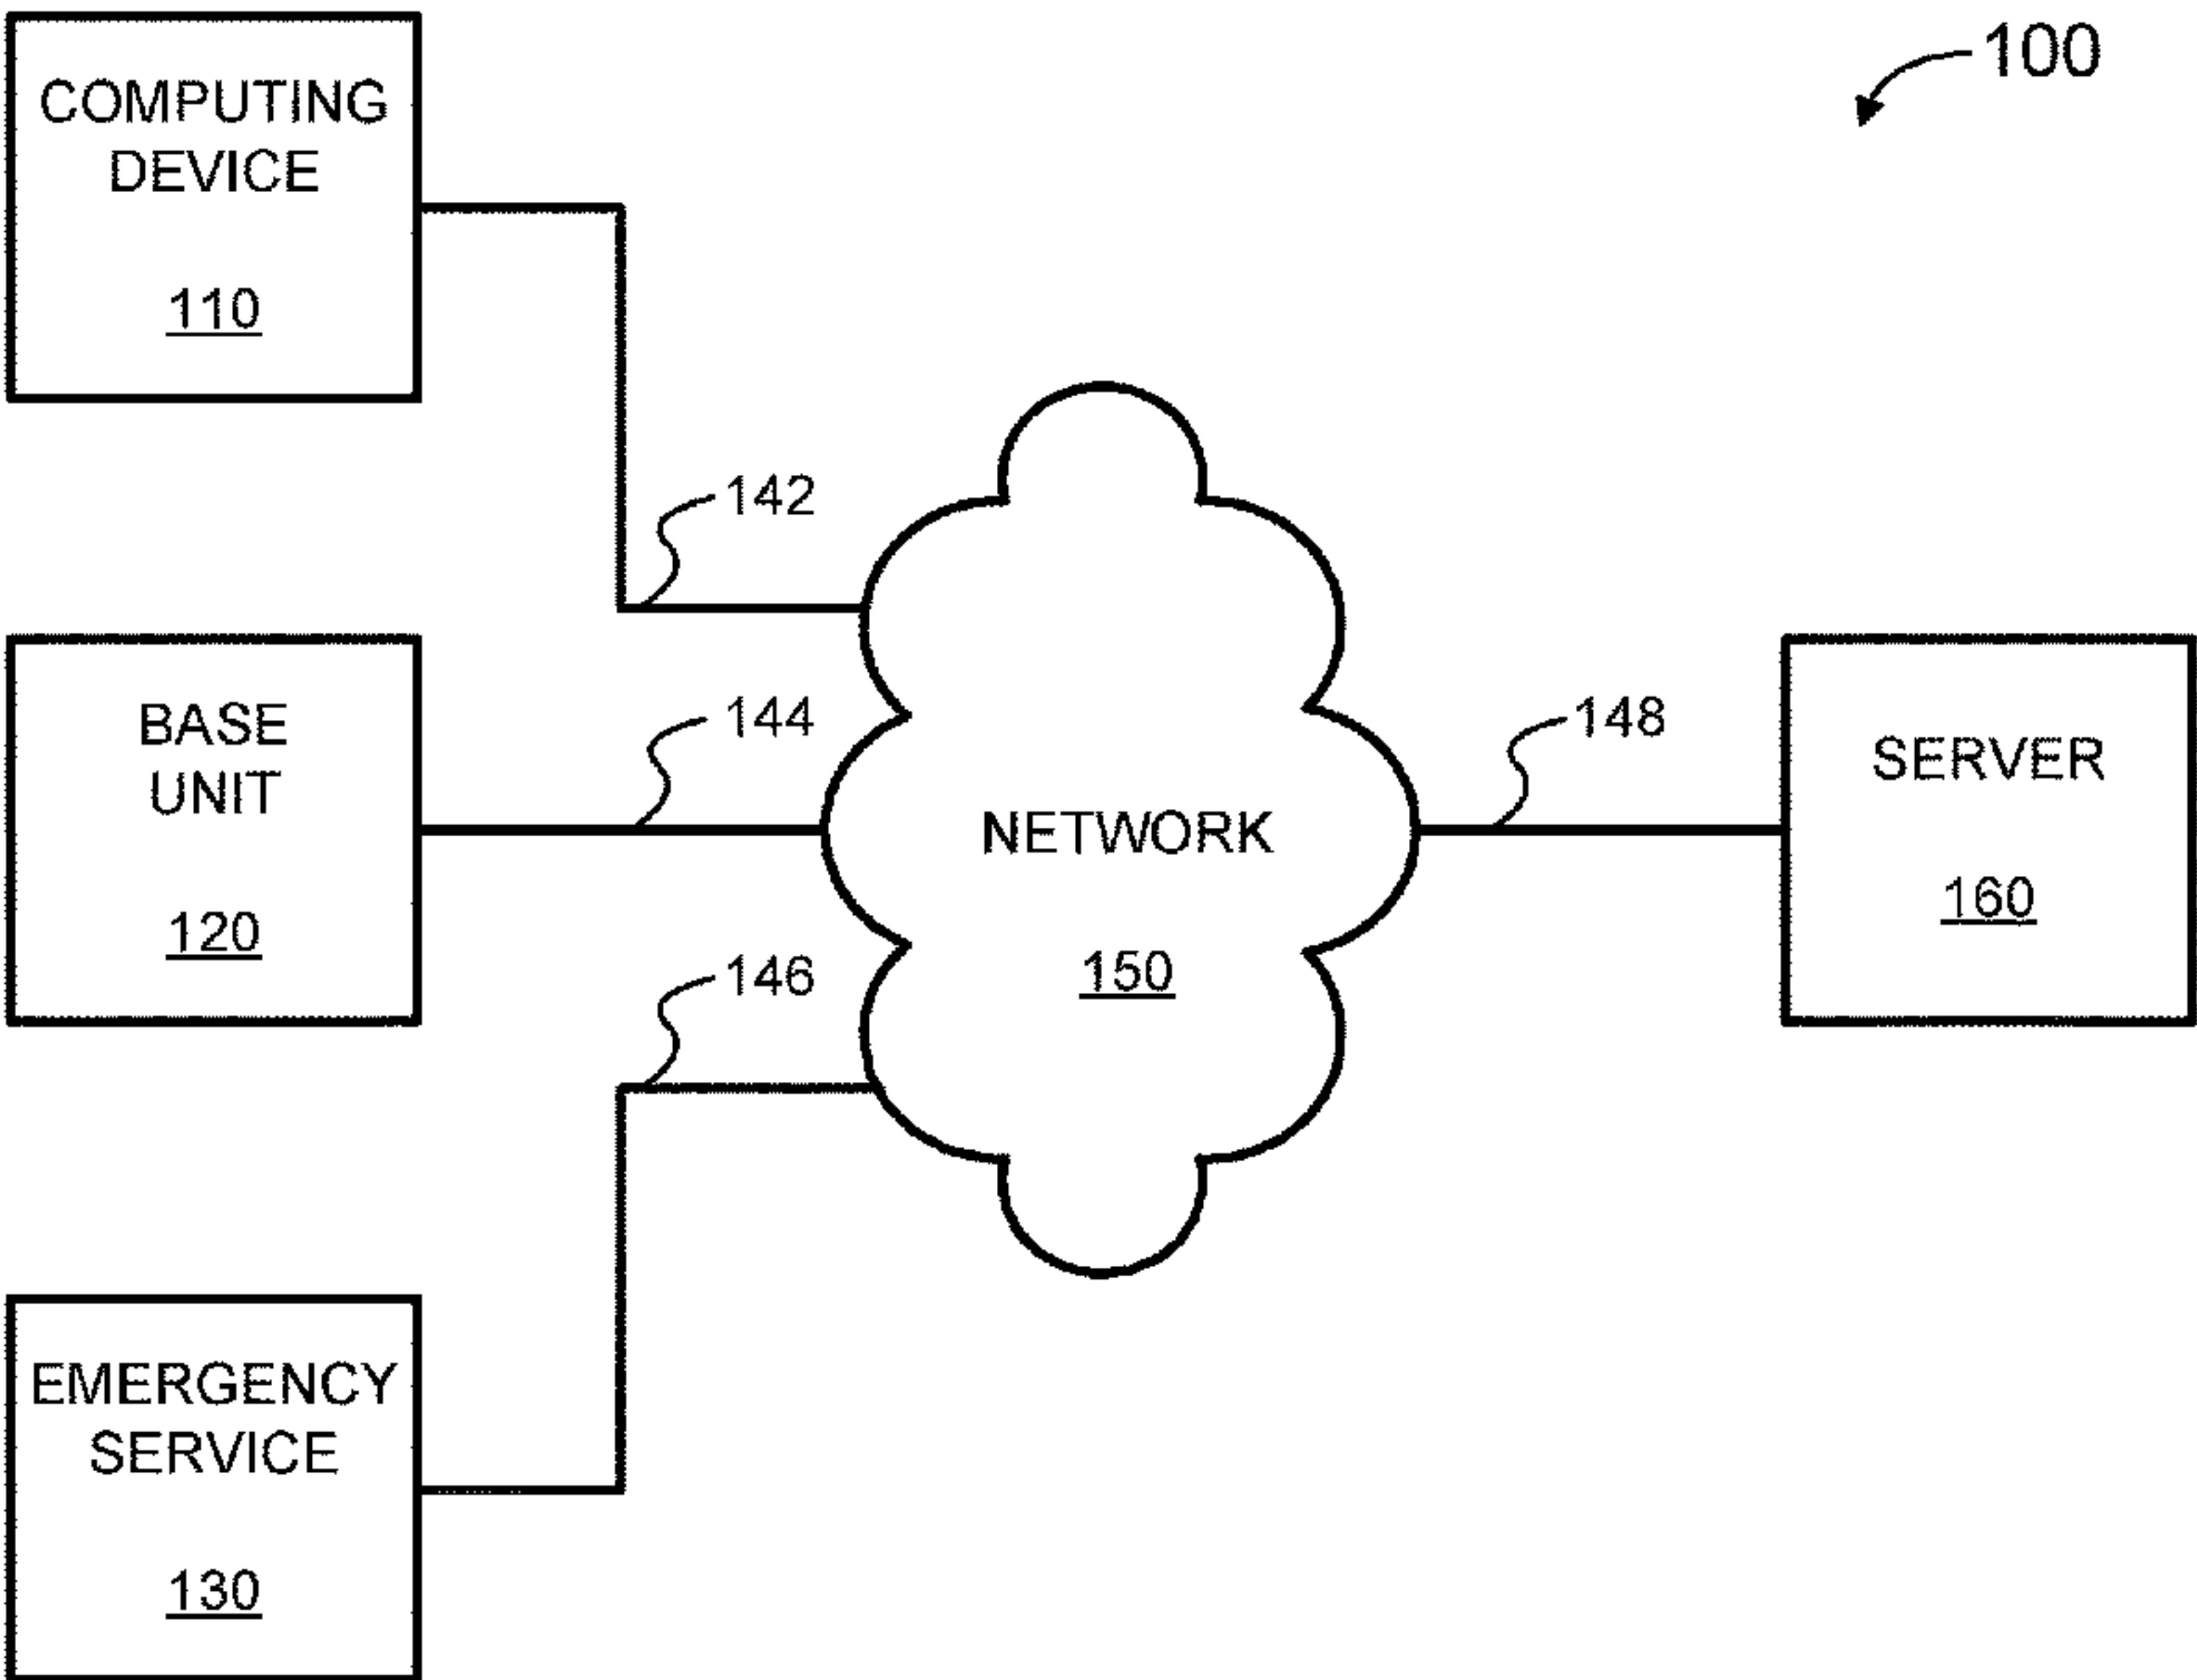 100
COMPUTING
DEVICE
110
142
BASE
UNIT
120
144
NETWORK
150
148
SERVER
160
146
EMERGENCY
SERVICE
130